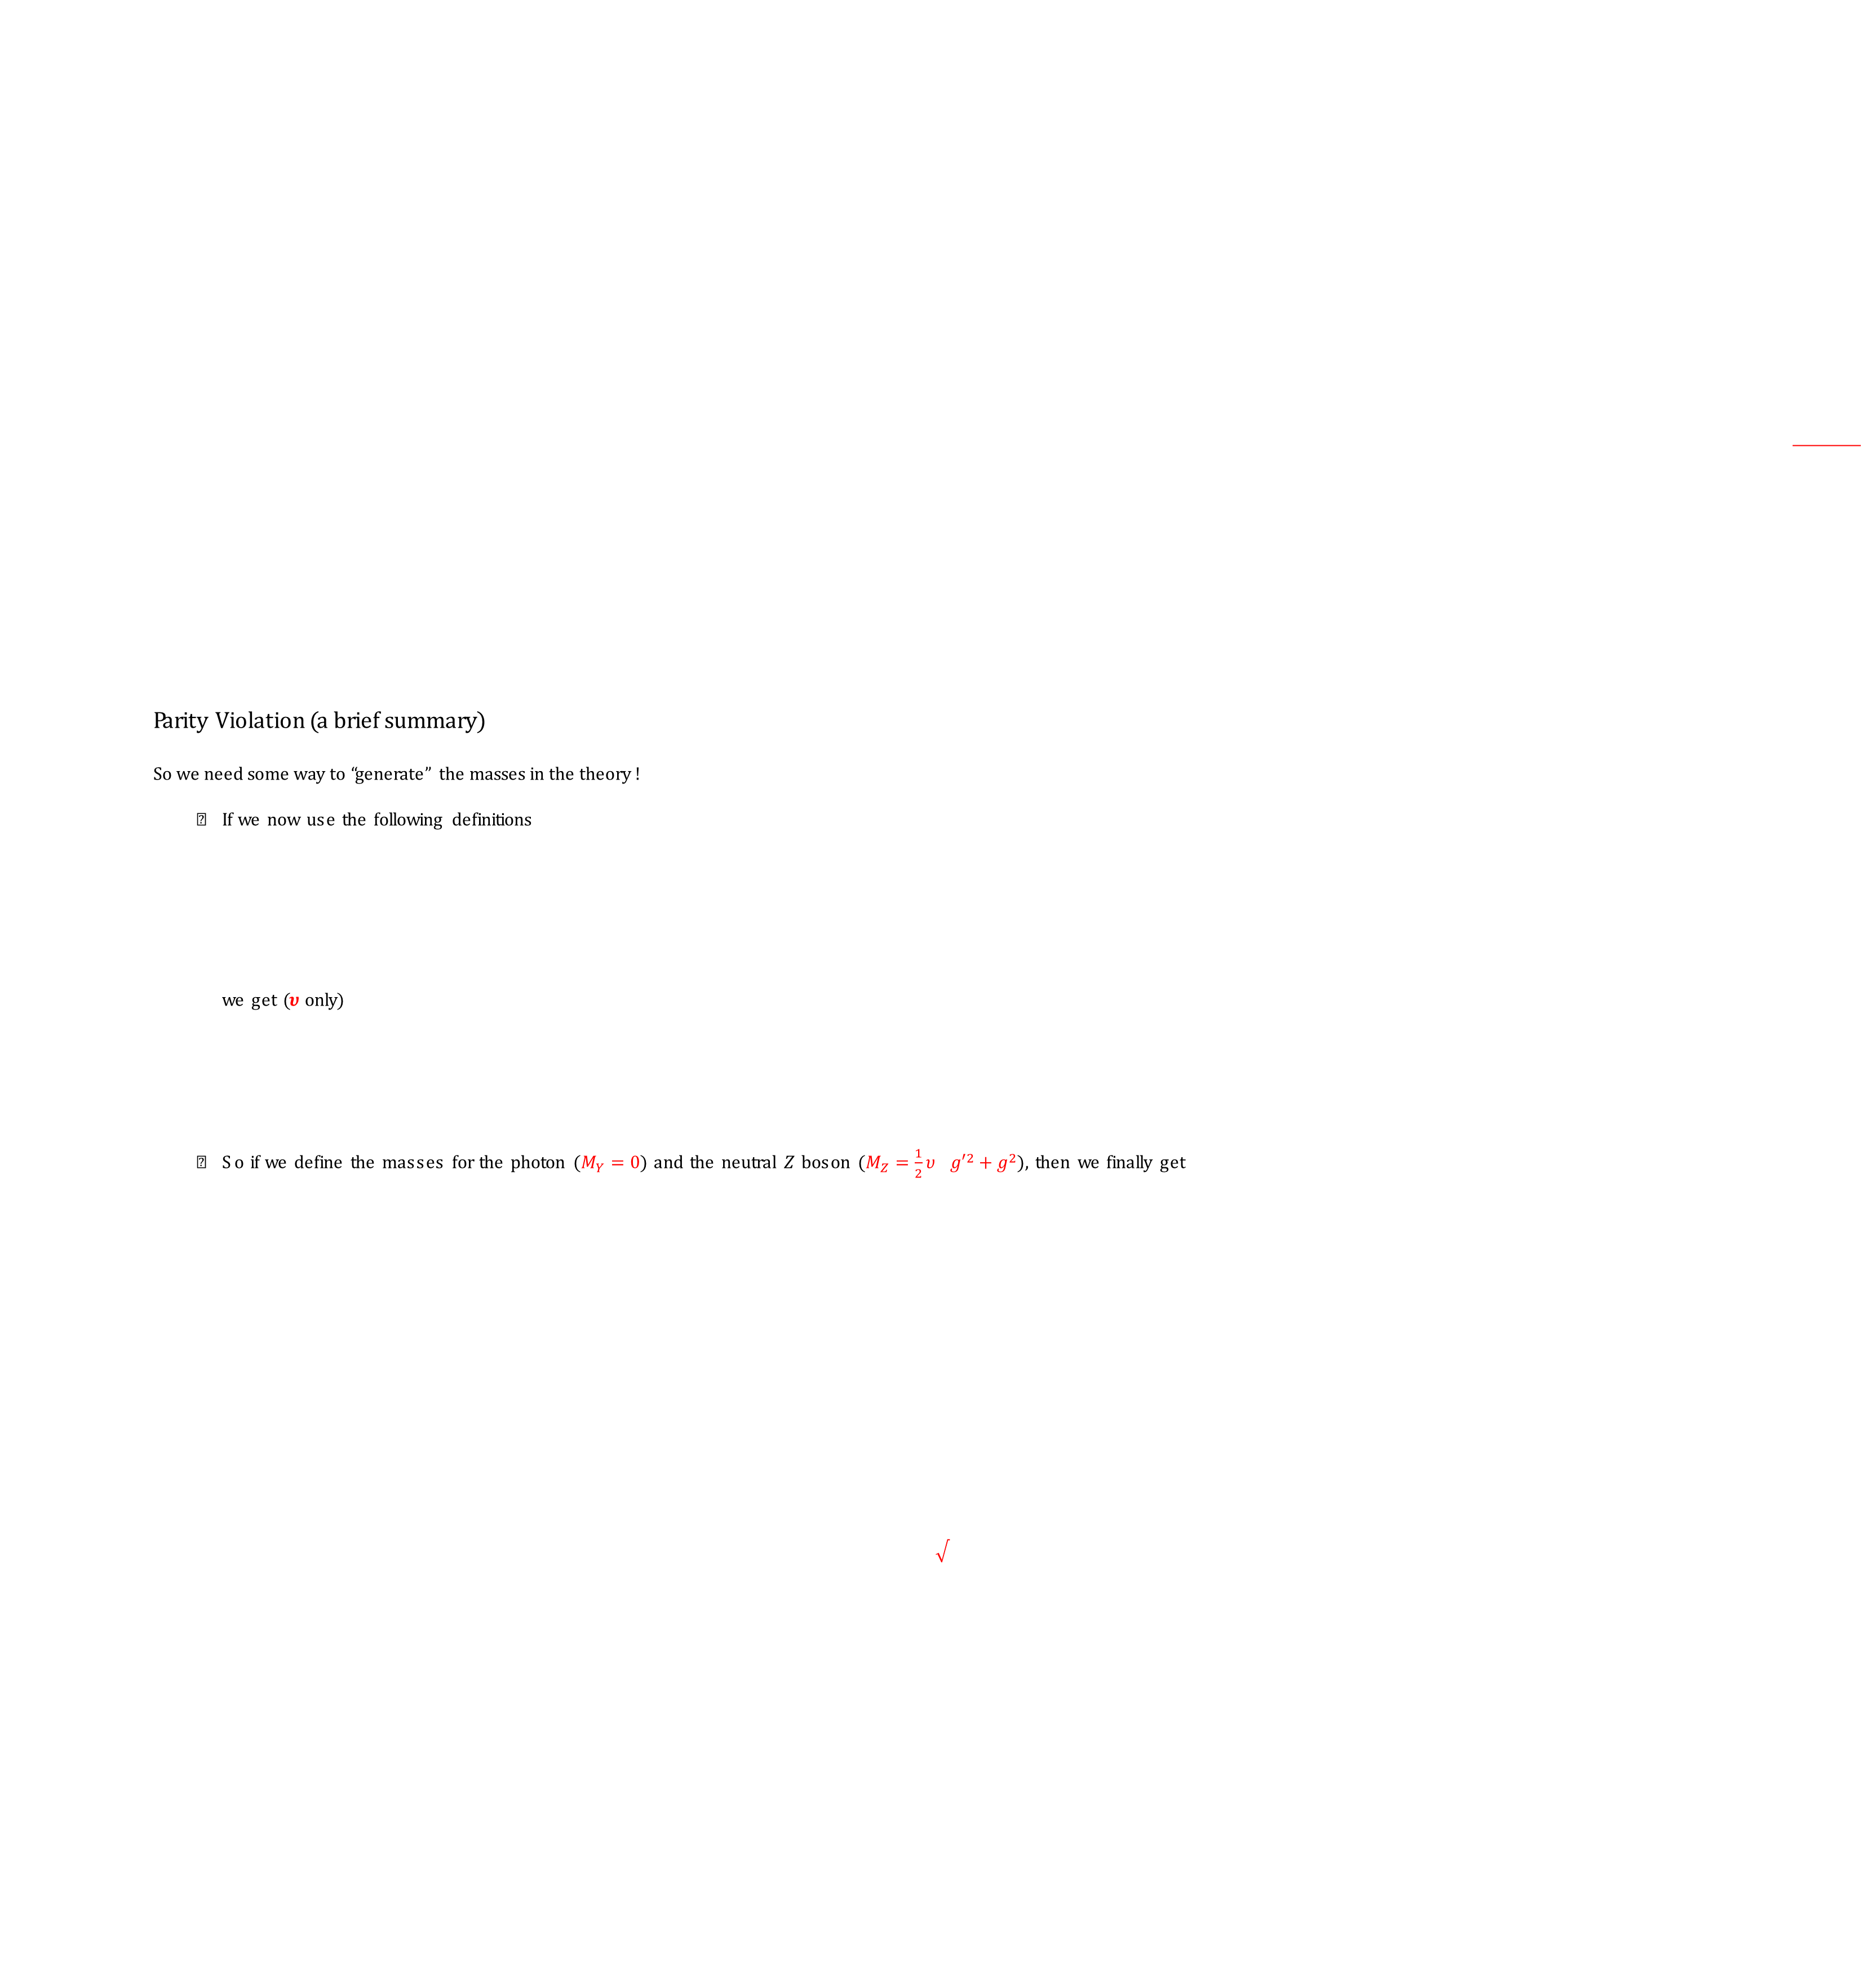 Parity Violation (a brief summary)
So we need some way to “generate” the masses in the theory !
If we now use the following definitions
we get (υ only)
So if we define the masses for the photon (M_Y = 0) and the neutral Z boson (M_Z = 1/2 υ g′² + g²), then we finally get
√